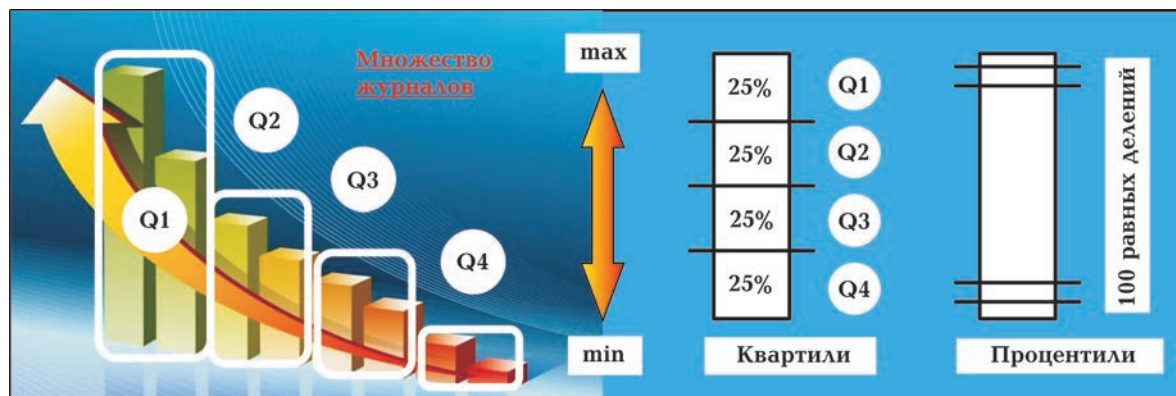 Множество
журналов
Q1
Q2
Q3
Q4
max
min
25%
25%
25%
25%
Q1
Q2
Q3
Q4
Квартили
100 равных делений
Процентили